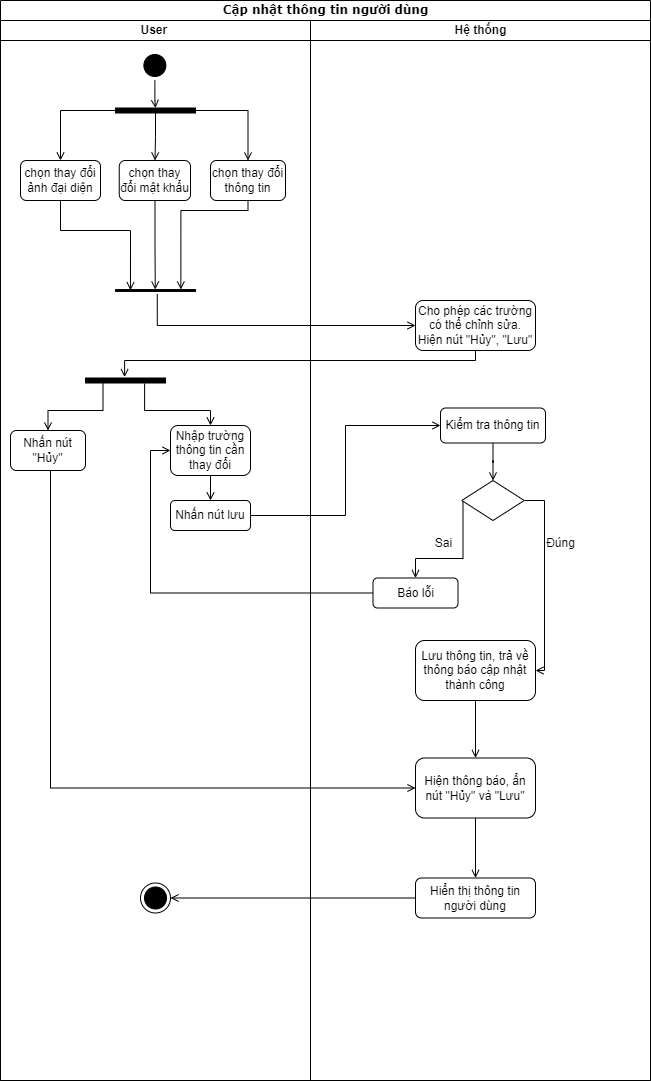 Cập nhật thông tin người dùng
User
Hệ thống
chọn thay đổi
ảnh đại diện
chọn thay
đổi mật khẩu
chọn thay đổi
thông tin
Cho phép các trường
có thể chỉnh sửa.
Hiện nút "Hủy", "Lưu"
Nhấn nút
"Hủy"
Nhập trường
thông tin cần
thay đổi
Kiểm tra thông tin
Nhấn nút lưu
Sai
Đúng
Báo lỗi
Lưu thông tin, trả về
thông báo cập nhật
thành công
Hiện thông báo, ẩn
nút "Hủy" và "Lưu"
Hiển thị thông tin
người dùng